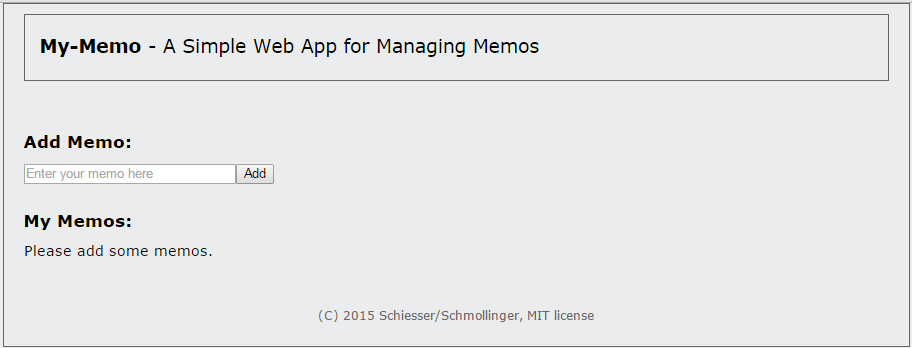 My-Memo - A Simple Web App for Managing Memos
Add Memo:
Enter your memo here Add
My Memos:
Please add some memos.
(C) 2015 Schiesser/Schmollinger, MIT license